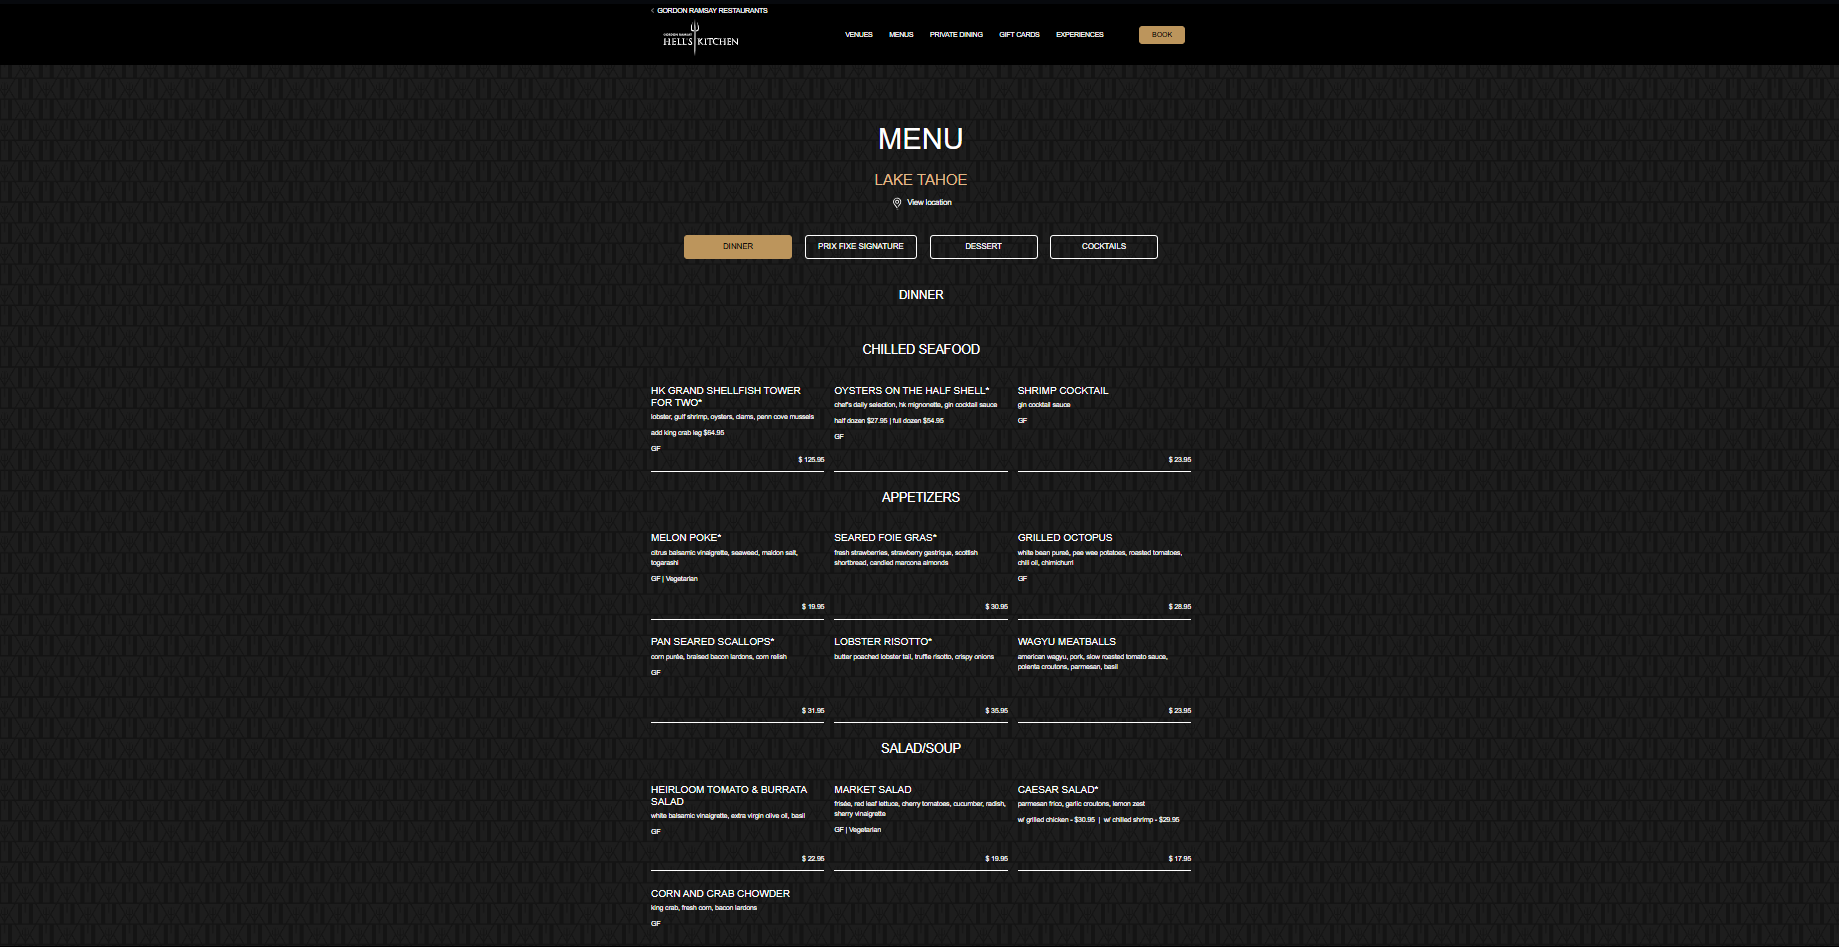 GORDON RAMSAY RESTAURANTS
GORDON RAMSAY
HELL'S KITCHEN
VENUES MENUS PRIVATE DINING GIFT CARDS EXPERIENCES BOOK
MENU
LAKE TAHOE
View location
DINNER PRIX FIXE SIGNATURE DESSERT COCKTAILS
DINNER
CHILLED SEAFOOD
HK GRAND SHELLFISH TOWER
FOR TWO*
lobster, gulf shrimp, oysters, clams, penn cove mussels
add king crab leg $64.95
GF
$ 125.95
OYSTERS ON THE HALF SHELL*
chef's daily selection, hk mignonette, gin cocktail sauce
half dozen $27.95 | full dozen $54.95
GF
SHRIMP COCKTAIL
gin cocktail sauce
GF
$ 23.95
APPETIZERS
MELON POKE*
citrus balsamic vinaigrette, seaweed, maldon salt,
togarashi
GF | Vegetarian
$ 19.95
SEARED FOIE GRAS*
fresh strawberries, strawberry gastrique, scottish
shortbread, candied marcona almonds
$ 30.95
GRILLED OCTOPUS
white bean pureé, pee wee potatoes, roasted tomatoes,
chili oil, chimichurri
GF
$ 28.95
PAN SEARED SCALLOPS*
corn purée, braised bacon lardons, corn relish
GF
$ 31.95
LOBSTER RISOTTO*
butter poached lobster tail, truffle risotto, crispy onions
$ 35.95
WAGYU MEATBALLS
american wagyu, pork, slow roasted tomato sauce,
polenta croutons, parmesan, basil
$ 23.95
SALAD/SOUP
HEIRLOOM TOMATO & BURRATA
SALAD
white balsamic vinaigrette, extra virgin olive oil, basil
GF
$ 22.95
MARKET SALAD
frisée, red leaf lettuce, cherry tomatoes, cucumber, radish,
sherry vinaigrette
GF | Vegetarian
$ 19.95
CAESAR SALAD*
parmesan frico, garlic croutons, lemon zest
w/ grilled chicken - $30.95 | w/ chilled shrimp - $29.95
$ 17.95
CORN AND CRAB CHOWDER
king crab, fresh corn, bacon lardons
GF